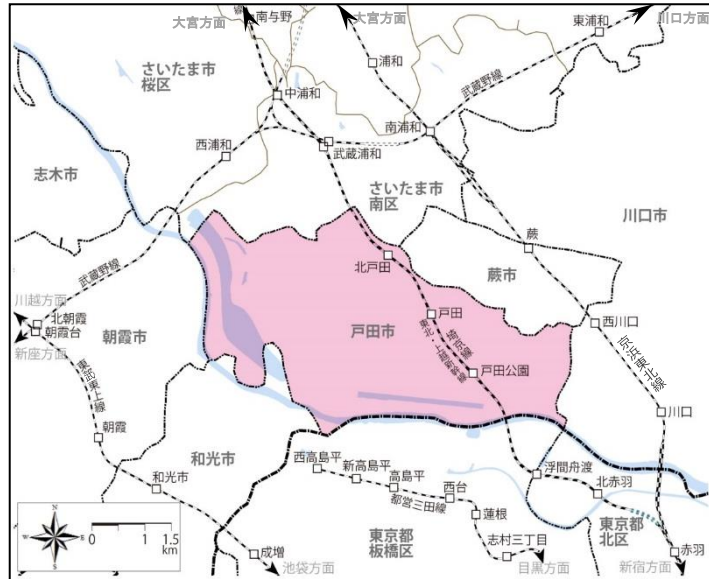 大宮方面
線
南与野
大宮方面
東浦和
川口方面
さいたま市
桜区
浦和
武蔵野線
中浦和
南浦和
西浦和
武蔵浦和
志木市
さいたま市
南区
川口市
蕨
北戸田
蕨市
武蔵野線
川越方面
北朝霞
朝霞台
新座方面
朝霞市
戸田
戸田市
埼京線
東北・上越新幹線
西川口
京浜東北線
戸田公園
東武東上線
川口
朝霞
和光市
西高島平
新高島平
高島平
西台
浮間舟渡
和光市
都営三田線
蓮根
北赤羽
東京都
板橋区
志村三丁目
東京都
北区
赤羽
成増
池袋方面
目黒方面
新宿方面
N
W
E
S
0 1 1.5
km